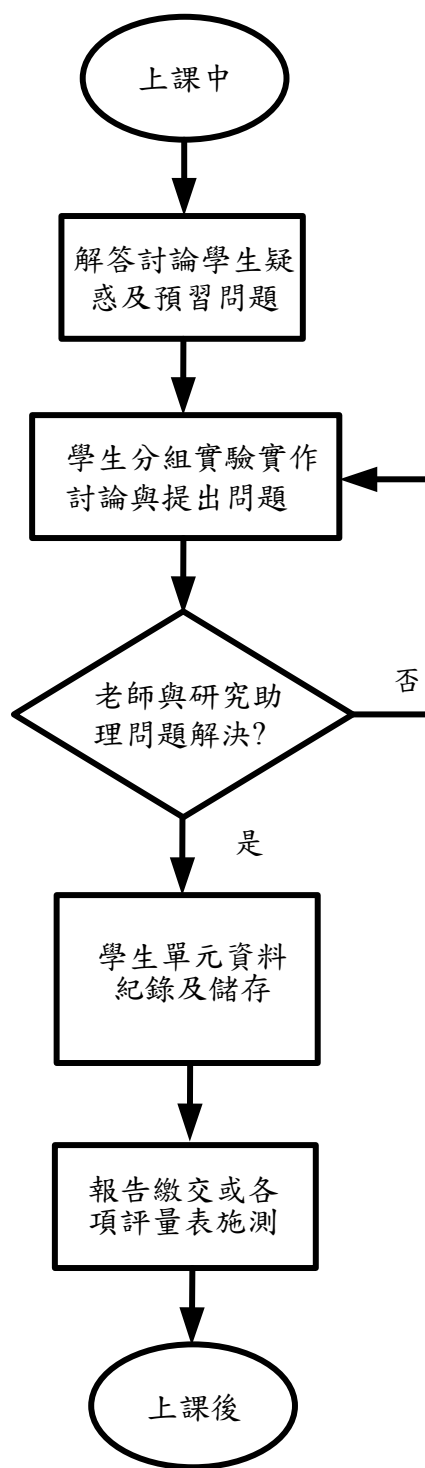 上課中
解答討論學生疑
惑及預習問題
學生分組實驗實作
討論與提出問題
老師與研究助
理問題解決?
否
是
學生單元資料
紀錄及儲存
報告繳交或各
項評量表施測
上課後